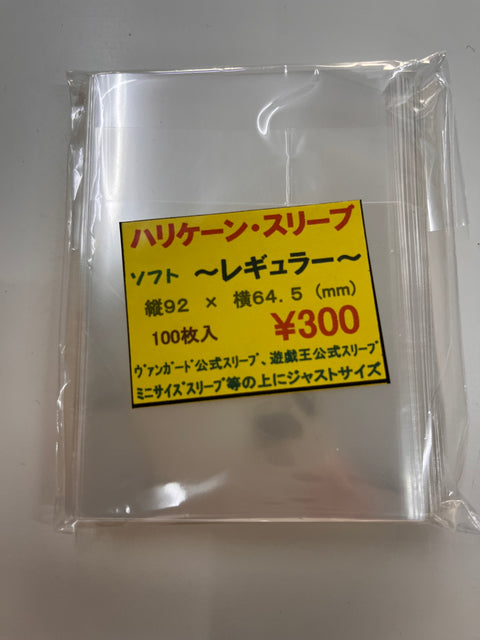 ハリケーン・スリーブ
ソフト ～レギュラー～
縦92 × 横64.5 (mm)
100枚入 ¥300
ヴァンガード公式スリーブ、遊戯王公式スリーブ
ミニサイズスリーブ等の上にジャストサイズ